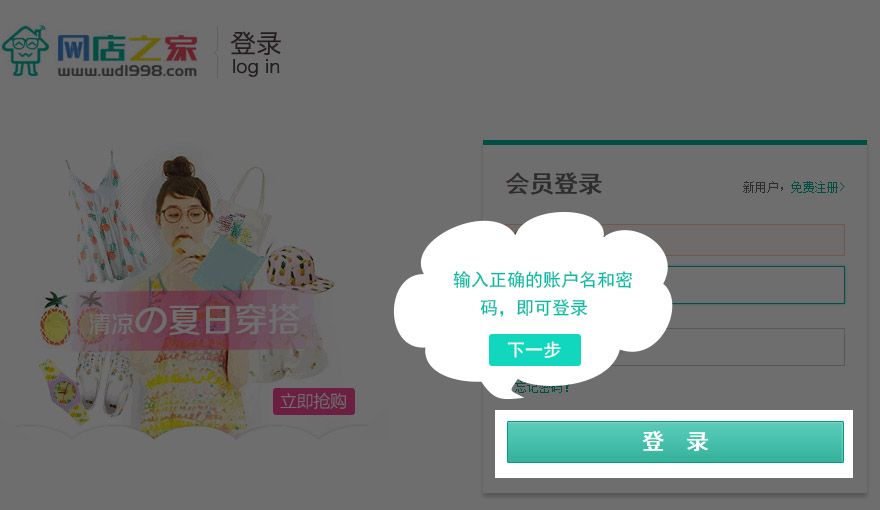 网店之家
www.wd1998.com
登录
log in
会员登录
新用户，免费注册>
输入正确的账户名和密
码，即可登录
下一步
清凉の夏日穿搭
立即抢购
忘记密码？
登 录